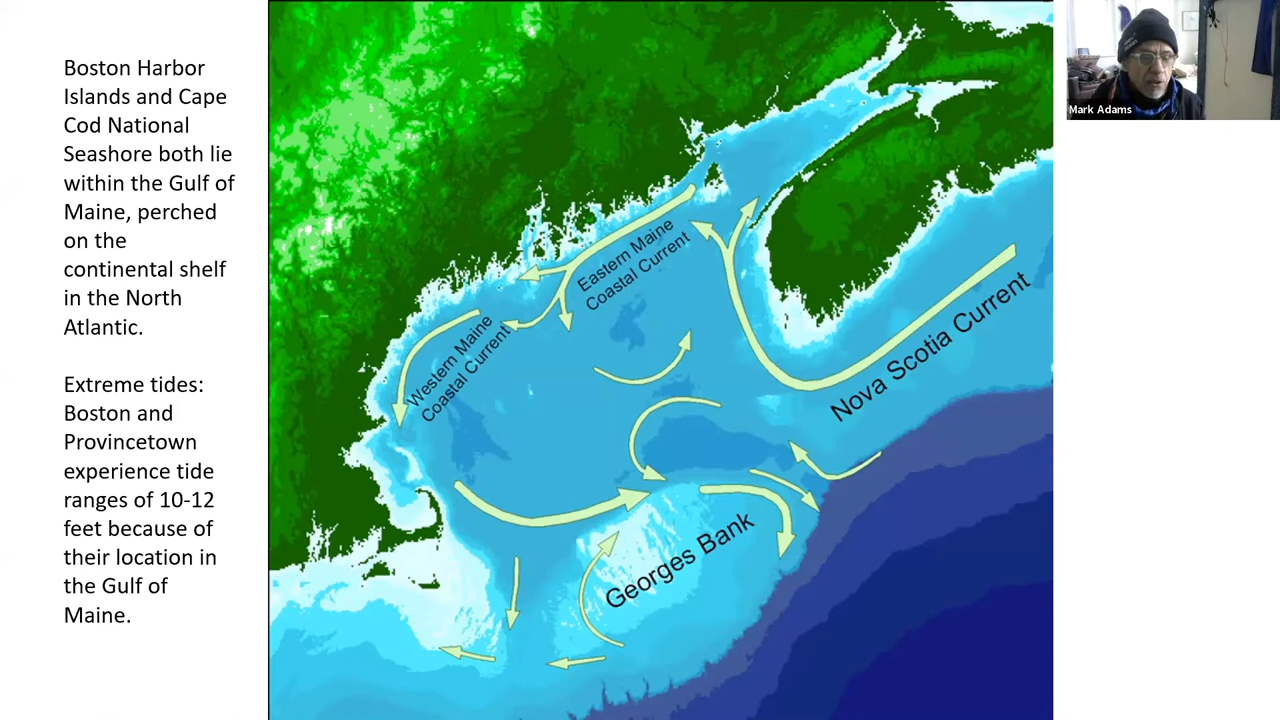 Boston Harbor
Islands and Cape
Cod National
Seashore both lie
within the Gulf of
Maine, perched
on the
continental shelf
in the North
Atlantic.
Extreme tides:
Boston and
Provincetown
experience tide
ranges of 10-12
feet because of
their location in
the Gulf of
Maine.
Eastern Maine
Coastal Current
Western Maine
Coastal Current
Nova Scotia Current
Georges Bank
Mark Adams